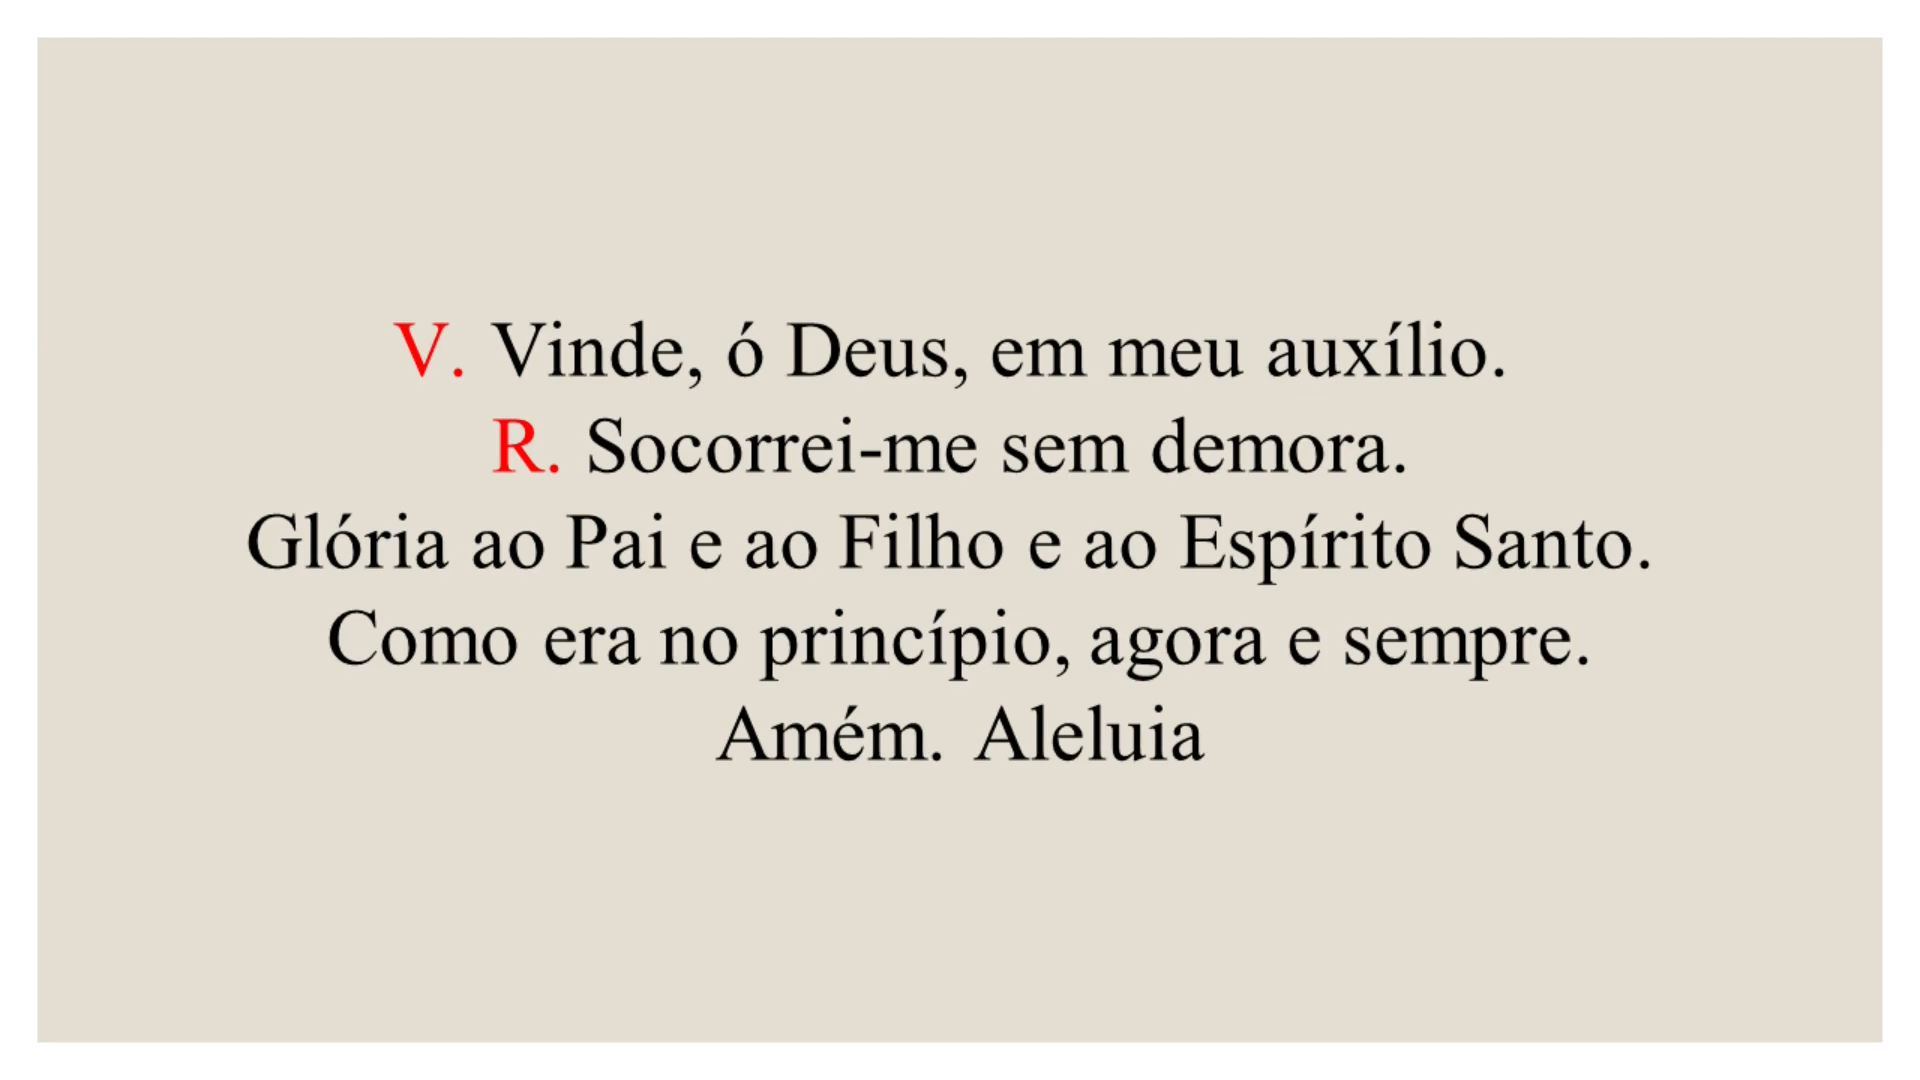 V. Vinde, ó Deus, em meu auxílio.
R. Socorrei-me sem demora.
Glória ao Pai e ao Filho e ao Espírito Santo.
Como era no princípio, agora e sempre.
Amém. Aleluia